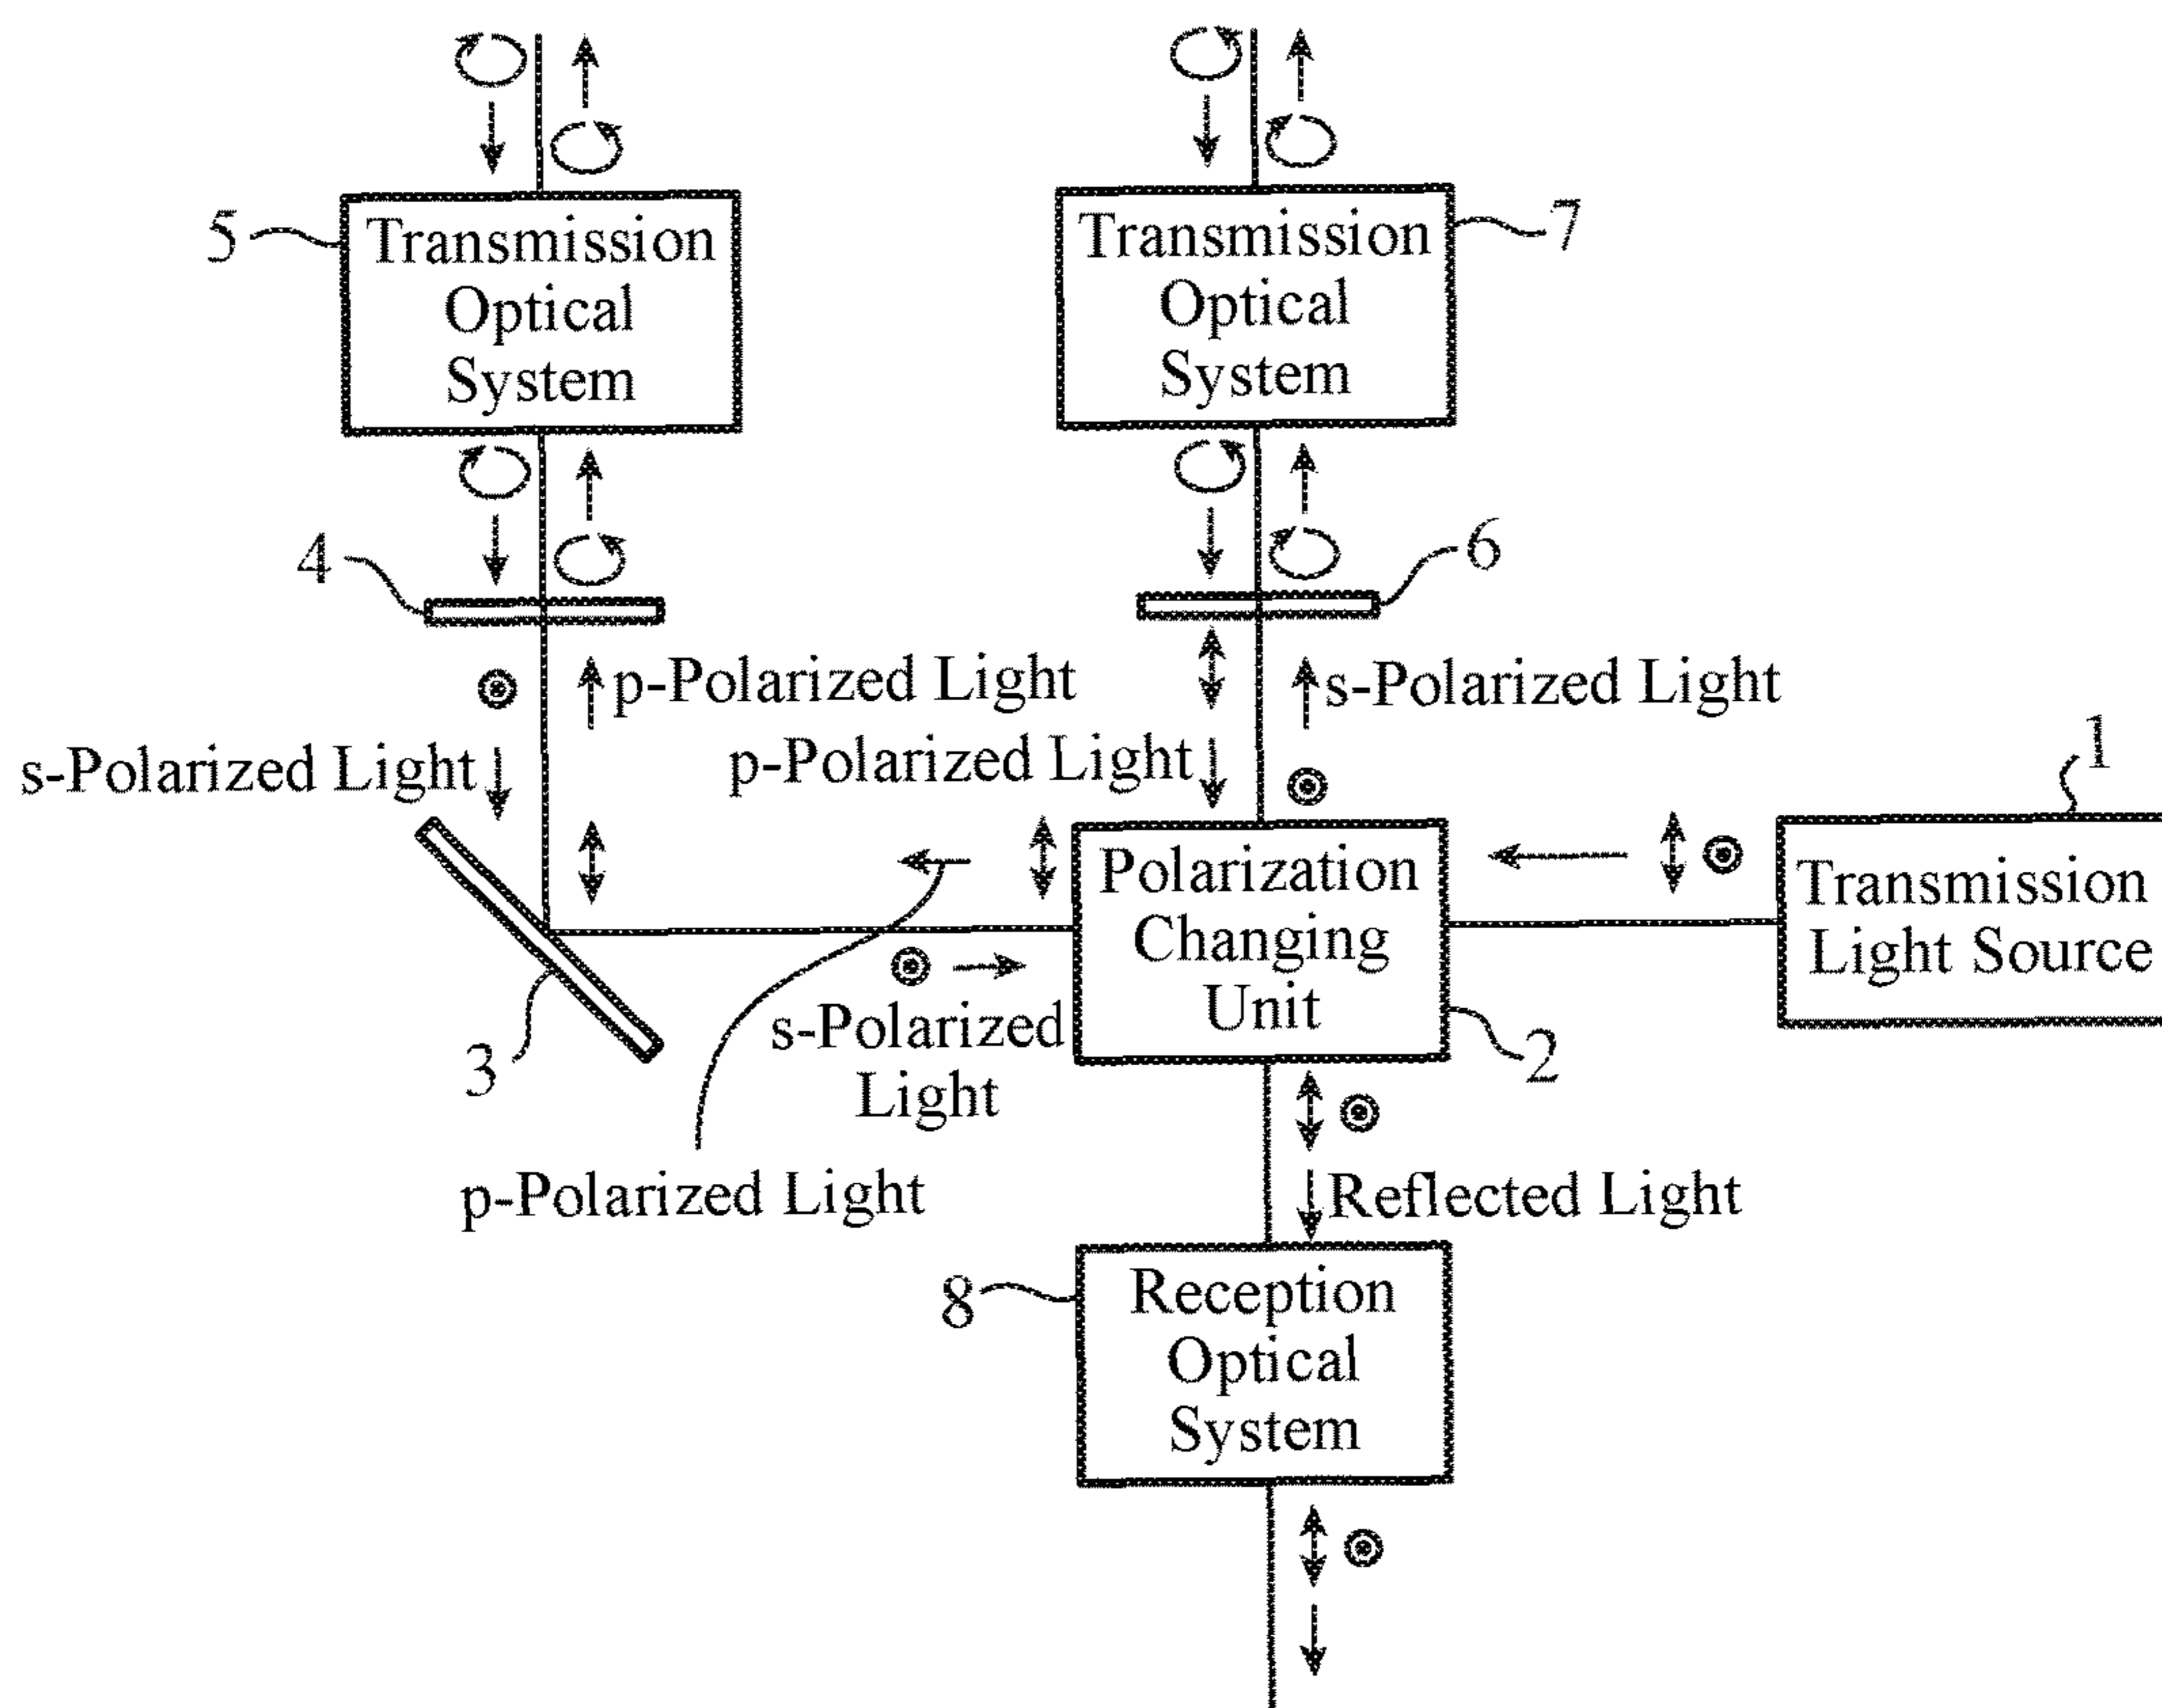 5
Transmission
Optical
System
Transmission
Optical
System
7
4
6
p-Polarized Light
s-Polarized Light
s-Polarized Light
p-Polarized Light
1
Polarization
Changing
Unit
Transmission
Light Source
3
s-Polarized
Light
2
p-Polarized Light
Reflected Light
8
Reception
Optical
System